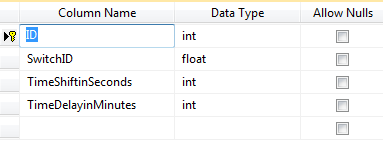 Column Name Data Type Allow Nulls
ID int
SwitchID float
TimeShiftinSeconds int
TimeDelayinMinutes int